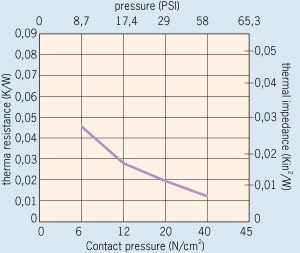 pressure (PSI)
0 8,7 17,4 29 58 65,3
thermal impedance (Kin²/W)
0,05
0,04
0,03
0,02
0,01
0
therma resistance (K/W)
0,09
0,08
0,07
0,06
0,05
0,04
0,03
0,02
0,01
0
0 6 12 20 40 45
Contact pressure (N/cm²)